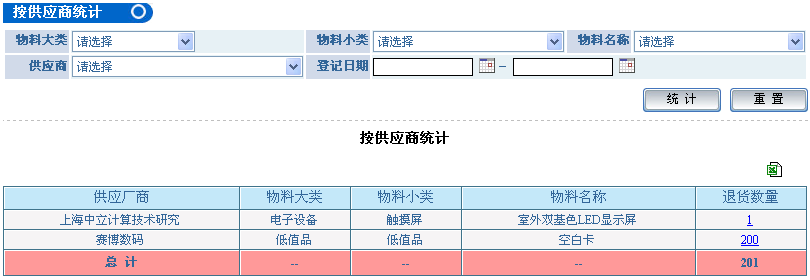 按供应商统计
物料大类 请选择 物料小类 请选择 物料名称 请选择
供应商 请选择 登记日期 --
统 计 重 置
按供应商统计
供应厂商 物料大类 物料小类 物料名称 退货数量
上海中立计算技术研究 电子设备 触摸屏 室外双基色LED显示屏 1
赛博数码 低值品 低值品 空白卡 200
总 计 -- -- -- 201